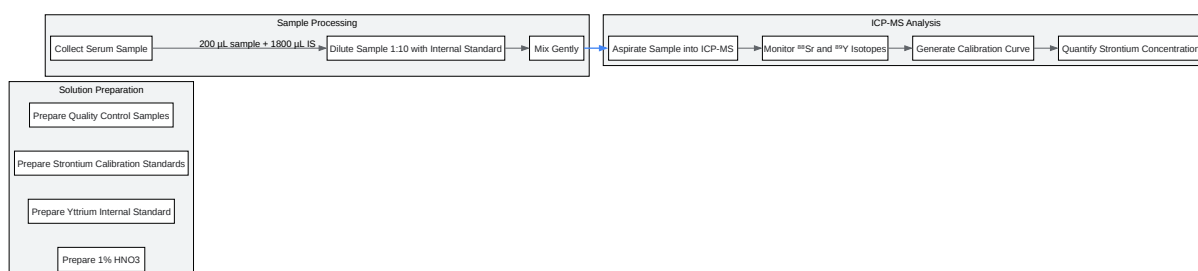 Sample Processing
Collect Serum Sample
200 µL sample + 1800 µL IS
Dilute Sample 1:10 with Internal Standard
Mix Gently
ICP-MS Analysis
Aspirate Sample into ICP-MS
Monitor ⁸⁸Sr and ⁸⁹Y Isotopes
Generate Calibration Curve
Quantify Strontium Concentration
Solution Preparation
Prepare Quality Control Samples
Prepare Strontium Calibration Standards
Prepare Yttrium Internal Standard
Prepare 1% HNO3